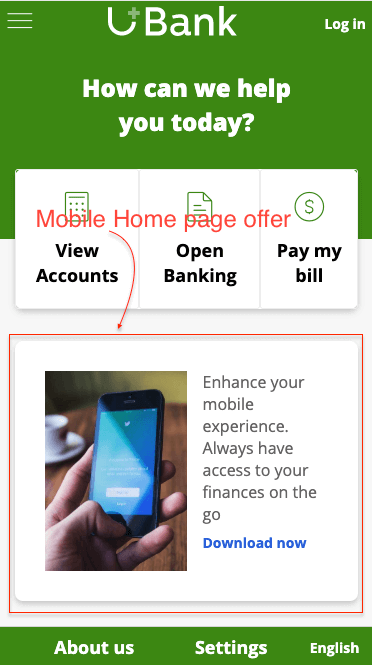 U Bank
Log in
How can we help
you today?
Mobile Home page offer
View
Accounts
Open
Banking
Pay my
bill
Enhance your
mobile
experience.
Always have
access to your
finances on the
go
Download now
About us
Settings
English